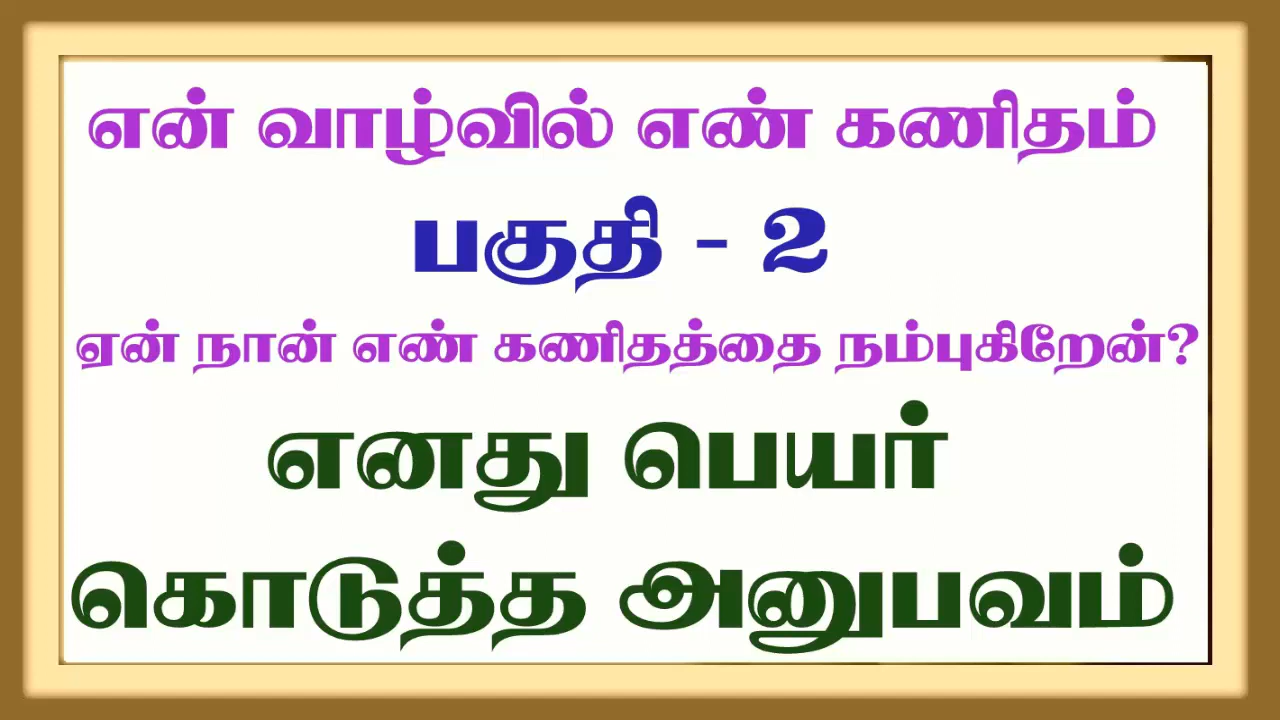 என் வாழ்வில் எண் கணிதம்
பகுதி - 2
ஏன் நான் எண் கணிதத்தை நம்புகிறேன்?
எனது பெயர்
கொடுத்த அனுபவம்